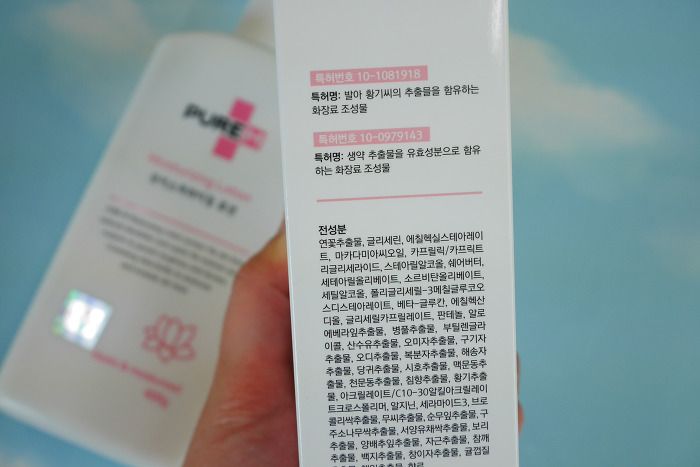 PURE
Moisturizing Lotion
특허번호 10-1081918
특허명: 발아 황기씨의 추출물을 함유하는
화장료 조성물
특허번호 10-0979143
특허명: 생약 추출물을 유효성분으로 함유
하는 화장료 조성물
전성분
연꽃추출물, 글리세린, 에칠헥실스테아레이
트, 마카다미아씨오일, 카프릴릭/카프릭트
리글리세라이드, 스테아릴알코올, 쉐어버터,
세테아릴올리베이트, 소르비탄올리베이트,
세틸알코올, 폴리글리세릴-3메칠글루코오
스디스테아레이트, 베타-글루칸, 에칠헥산
디올, 글리세릴카프릴레이트, 판테놀, 알로
에베라잎추출물, 병풀추출물, 부틸렌글라
이콜, 산수유추출물, 오미자추출물, 구기자
추출물, 오디추출물, 복분자추출물, 해송자
추출물, 당귀추출물, 시호추출물, 맥문동추
출물, 천문동추출물, 침향추출물, 황기추출
물, 아크릴레이트/C10-30알킬아크릴레이
트크로스폴리머, 알지닌, 세라마이드3, 브로
콜리싹추출물, 무씨추출물, 순무잎추출물, 구
주소나무싹추출물, 서양유채싹추출물, 보리
추출물, 양배추잎추출물, 자근추출물, 참깨
추출물, 백지추출물, 창이자추출물, 귤껍질